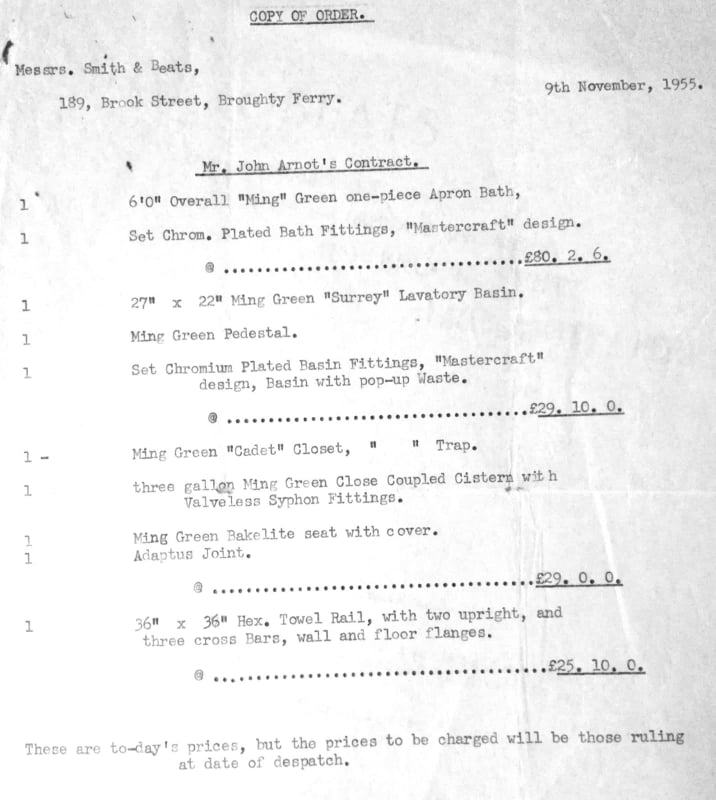 COPY OF ORDER.
Messrs. Smith & Beats,
9th November, 1955.
189, Brook Street, Broughty Ferry.
Mr. John Arnot's Contract.
1 6'0" Overall "Ming" Green one-piece Apron Bath,
1 Set Chrom. Plated Bath Fittings, "Mastercraft" design.
@ ..................................£80. 2. 6.
1 27" x 22" Ming Green "Surrey" Lavatory Basin.
1 Ming Green Pedestal.
1 Set Chromium Plated Basin Fittings, "Mastercraft"
design, Basin with pop-up Waste.
@ ..................................£29. 10. 0.
1 - Ming Green "Cadet" Closet, " " Trap.
1 three gallon Ming Green Close Coupled Cistern with
Valveless Syphon Fittings.
1 Ming Green Bakelite seat with cover.
1 Adaptus Joint.
@ ....................................£29. 0. 0.
1 36" x 36" Hex. Towel Rail, with two upright, and
three cross Bars, wall and floor flanges.
@ .....................................£25. 10. 0.
These are to-day's prices, but the prices to be charged will be those ruling
at date of despatch.